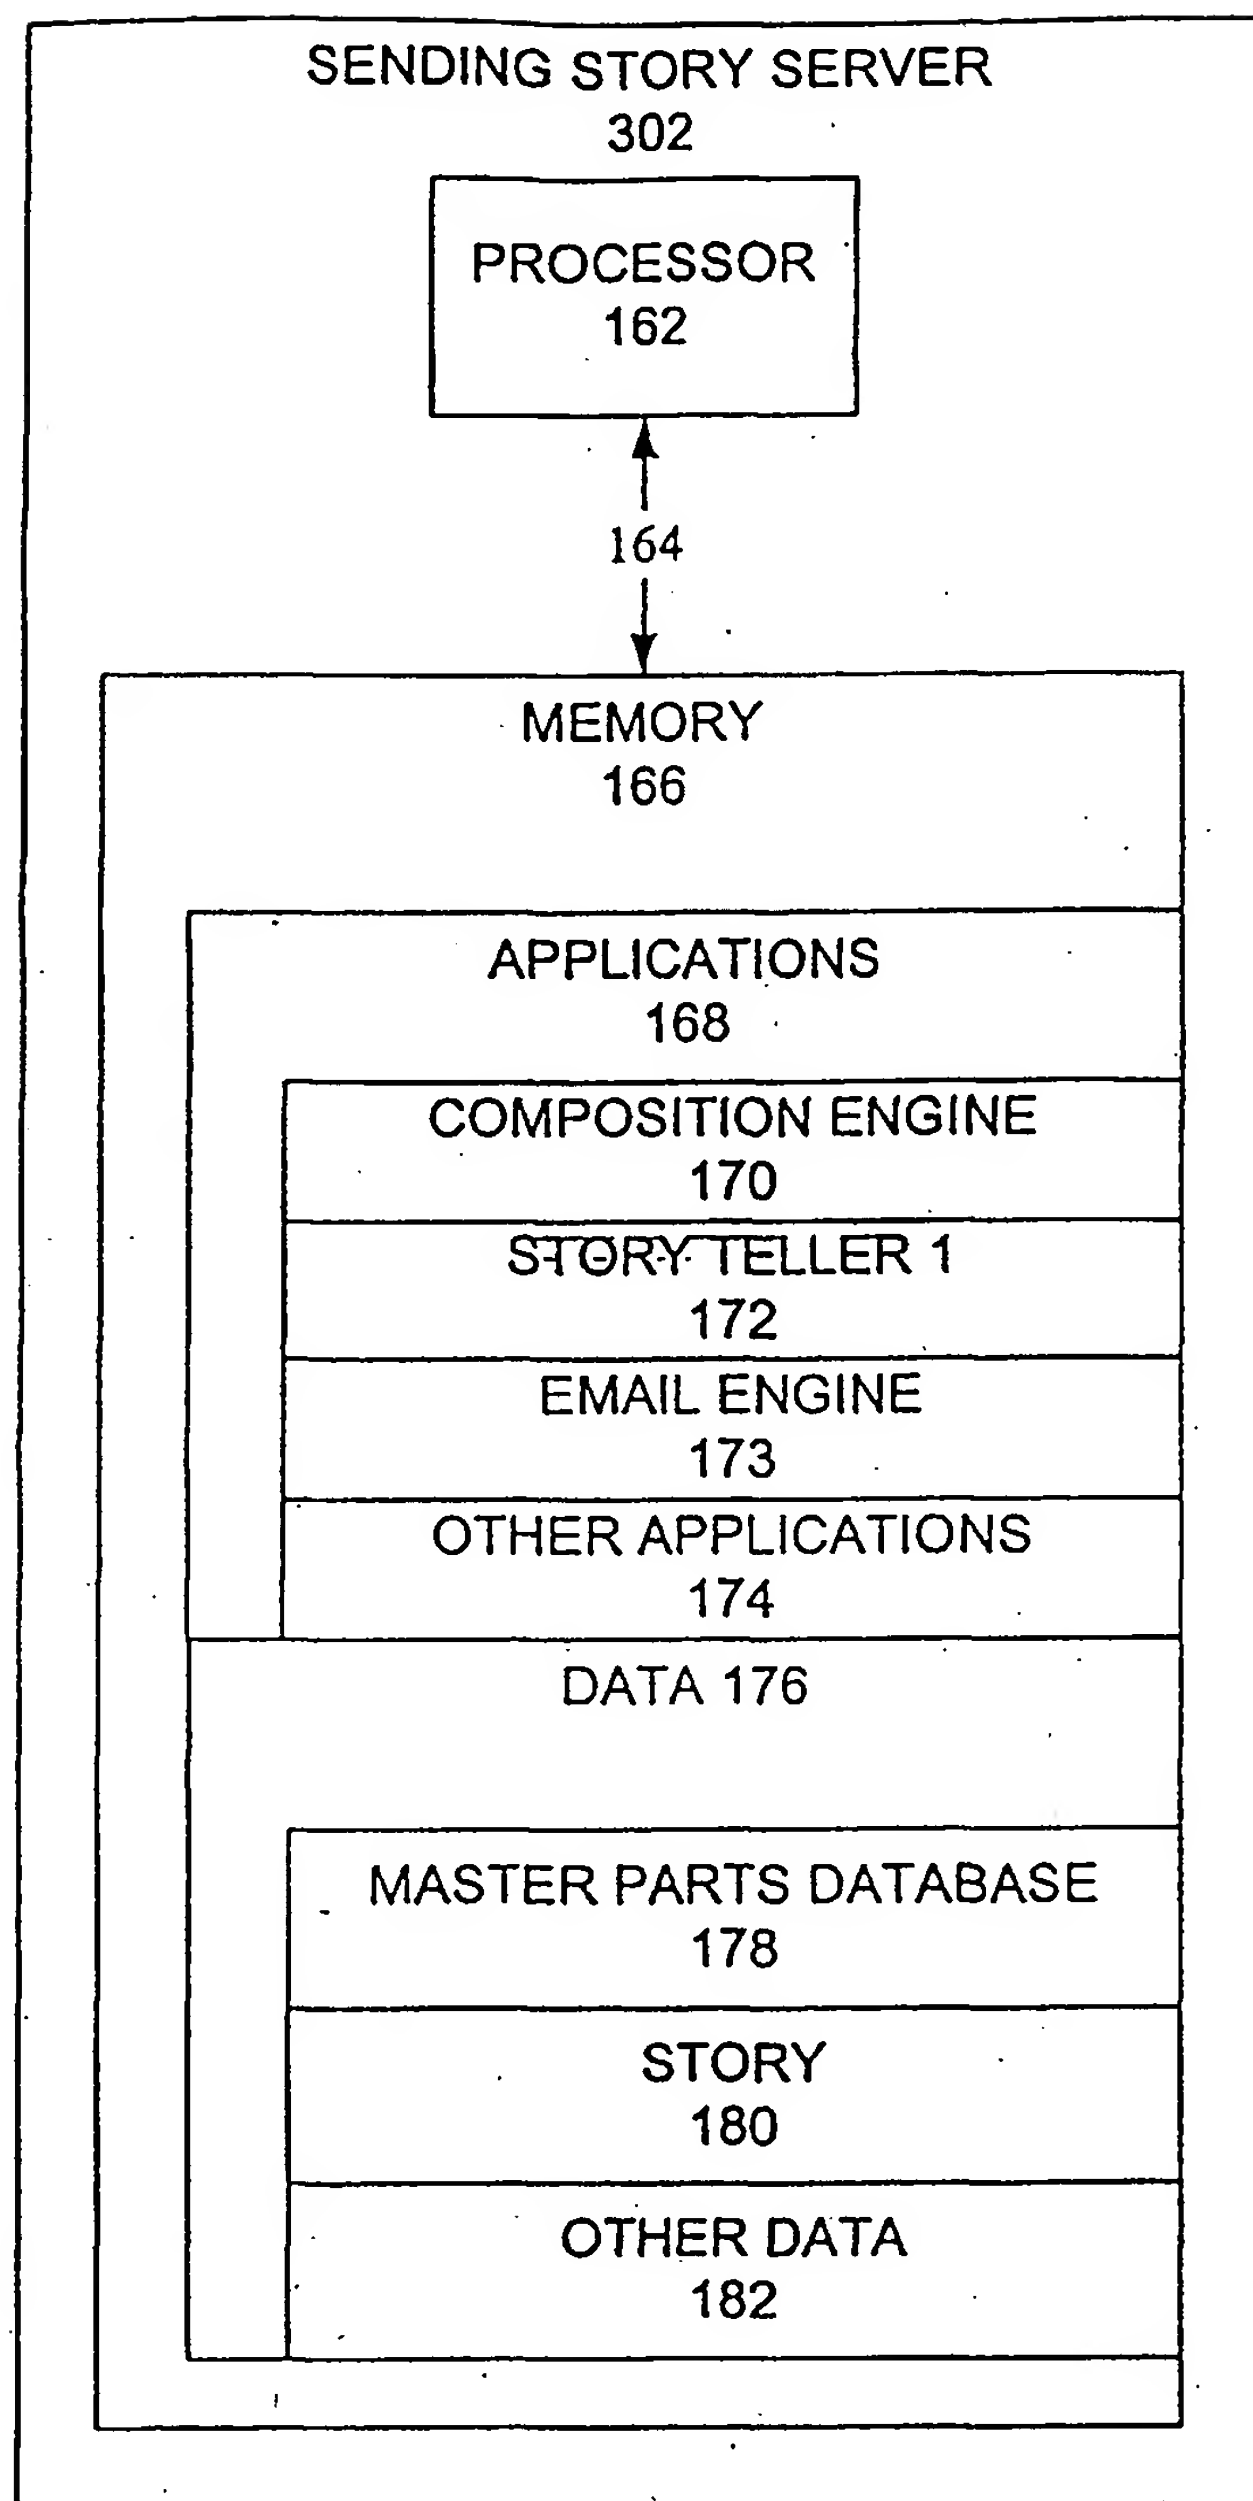 SENDING STORY SERVER
302
PROCESSOR
162
164
MEMORY
166
APPLICATIONS
168
COMPOSITION ENGINE
170
STORY TELLER 1
172
EMAIL ENGINE
173
OTHER APPLICATIONS
174
DATA 176
MASTER PARTS DATABASE
178
STORY
180
OTHER DATA
182